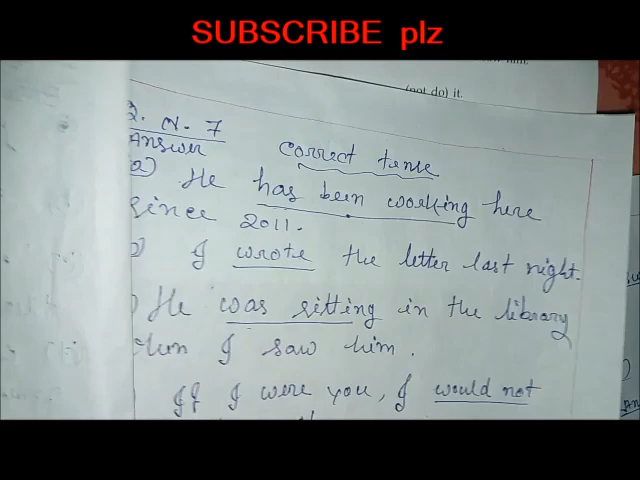 SUBSCRIBE plz
him.
(not do) it.
Q. N. 7
Answer
Correct tense
a) He has been working here
since 2011.
) I wrote the letter last night.
) He was sitting in the library
when I saw him.
If I were you, I would not